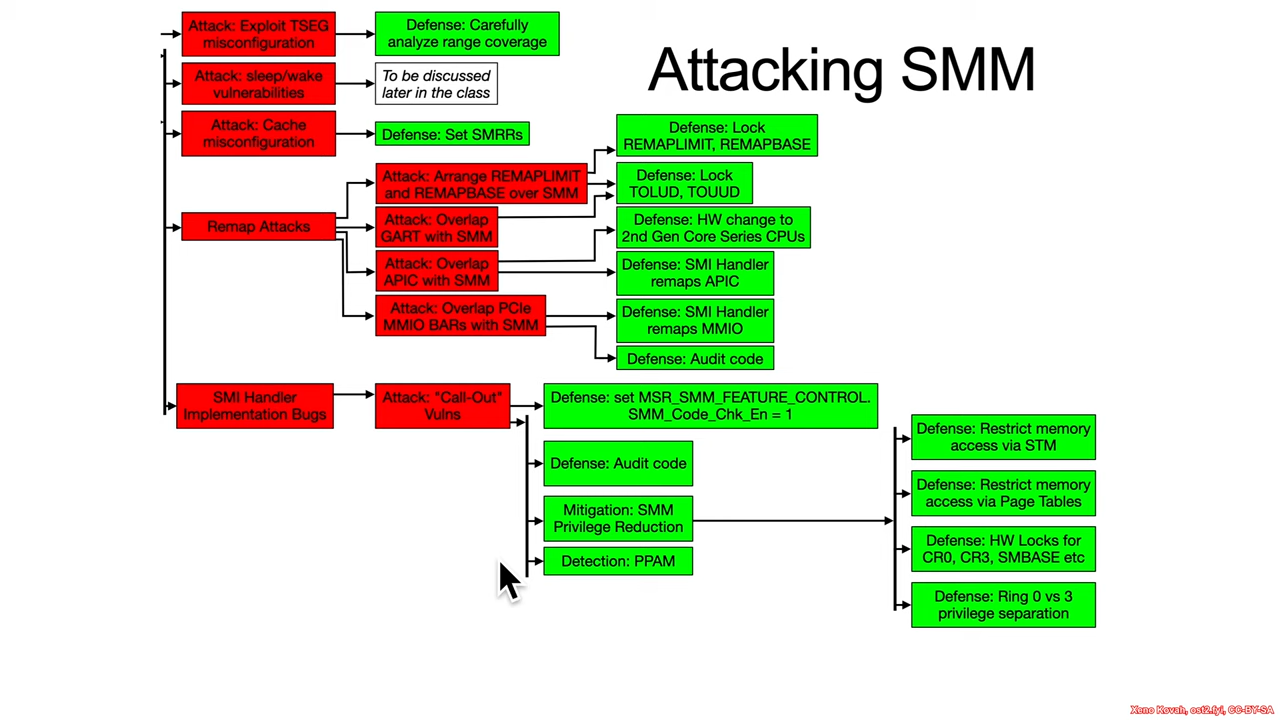 Attacking SMM
Attack: Exploit TSEG
misconfiguration
Defense: Carefully
analyze range coverage
Attack: sleep/wake
vulnerabilities
To be discussed
later in the class
Attack: Cache
misconfiguration
Defense: Set SMRRs
Remap Attacks
Attack: Arrange REMAPLIMIT
and REMAPBASE over SMM
Defense: Lock
REMAPLIMIT, REMAPBASE
Defense: Lock
TOLUD, TOUUD
Attack: Overlap
GART with SMM
Attack: Overlap
APIC with SMM
Defense: HW change to
2nd Gen Core Series CPUs
Defense: SMI Handler
remaps APIC
Attack: Overlap PCIe
MMIO BARs with SMM
Defense: SMI Handler
remaps MMIO
Defense: Audit code
SMI Handler
Implementation Bugs
Attack: "Call-Out"
Vulns
Defense: set MSR_SMM_FEATURE_CONTROL.
SMM_Code_Chk_En = 1
Defense: Audit code
Mitigation: SMM
Privilege Reduction
Detection: PPAM
Defense: Restrict memory
access via STM
Defense: Restrict memory
access via Page Tables
Defense: HW Locks for
CR0, CR3, SMBASE etc
Defense: Ring 0 vs 3
privilege separation
Xeno Kovah, ost2.fyi, CC-BY-SA